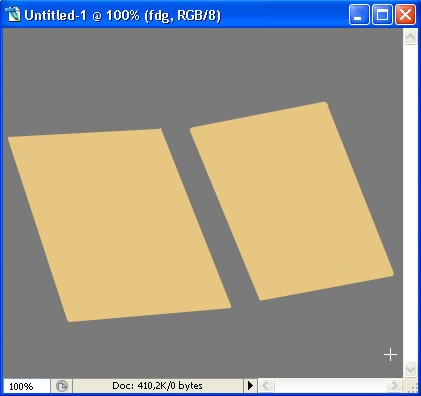 Untitled-1 @ 100% (fdg, RGB/8)
100%
Doc: 410,2K/0 bytes